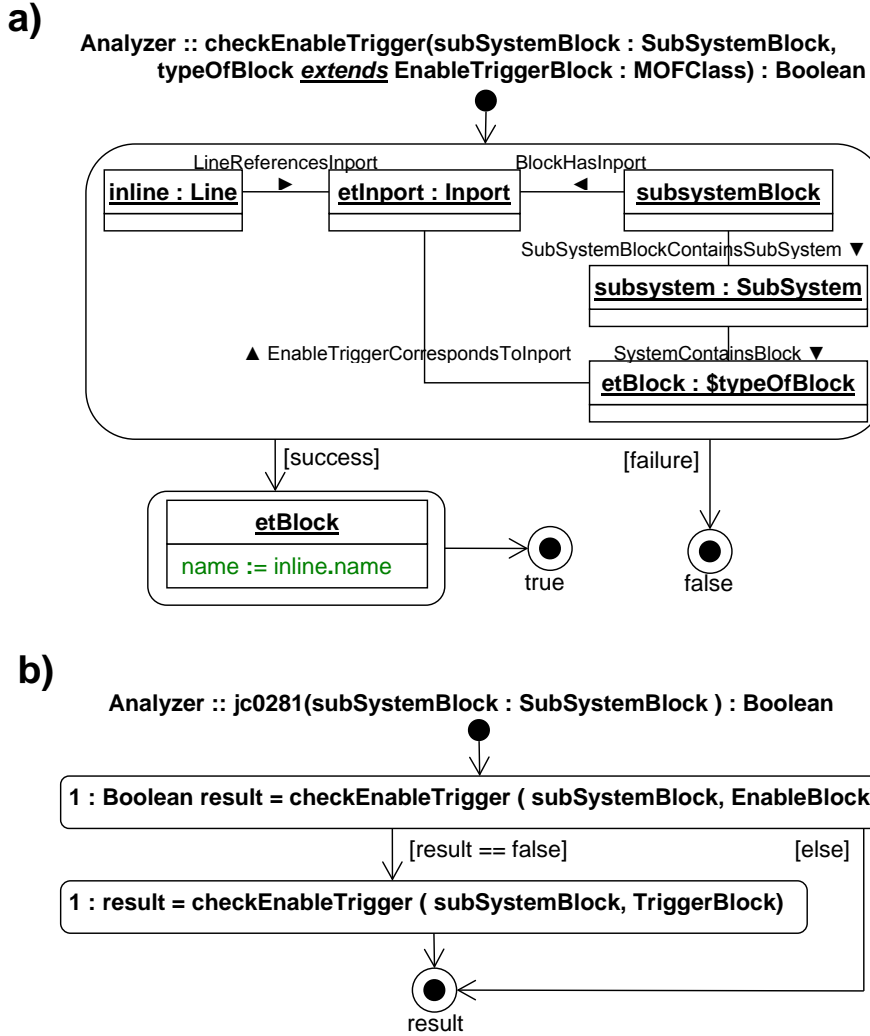 a)
Analyzer :: checkEnableTrigger(subSystemBlock : SubSystemBlock,
typeOfBlock extends EnableTriggerBlock : MOFClass) : Boolean
LineReferencesInport ►
BlockHasInport ◄
inline : Line
etInport : Inport
subsystemBlock
SubSystemBlockContainsSubSystem ▼
subsystem : SubSystem
▲ EnableTriggerCorrespondsToInport
SystemContainsBlock ▼
etBlock : $typeOfBlock
[success]
[failure]
etBlock
name := inline.name
true
false
b)
Analyzer :: jc0281(subSystemBlock : SubSystemBlock ) : Boolean
1 : Boolean result = checkEnableTrigger ( subSystemBlock, EnableBlock
[result == false]
[else]
1 : result = checkEnableTrigger ( subSystemBlock, TriggerBlock)
result